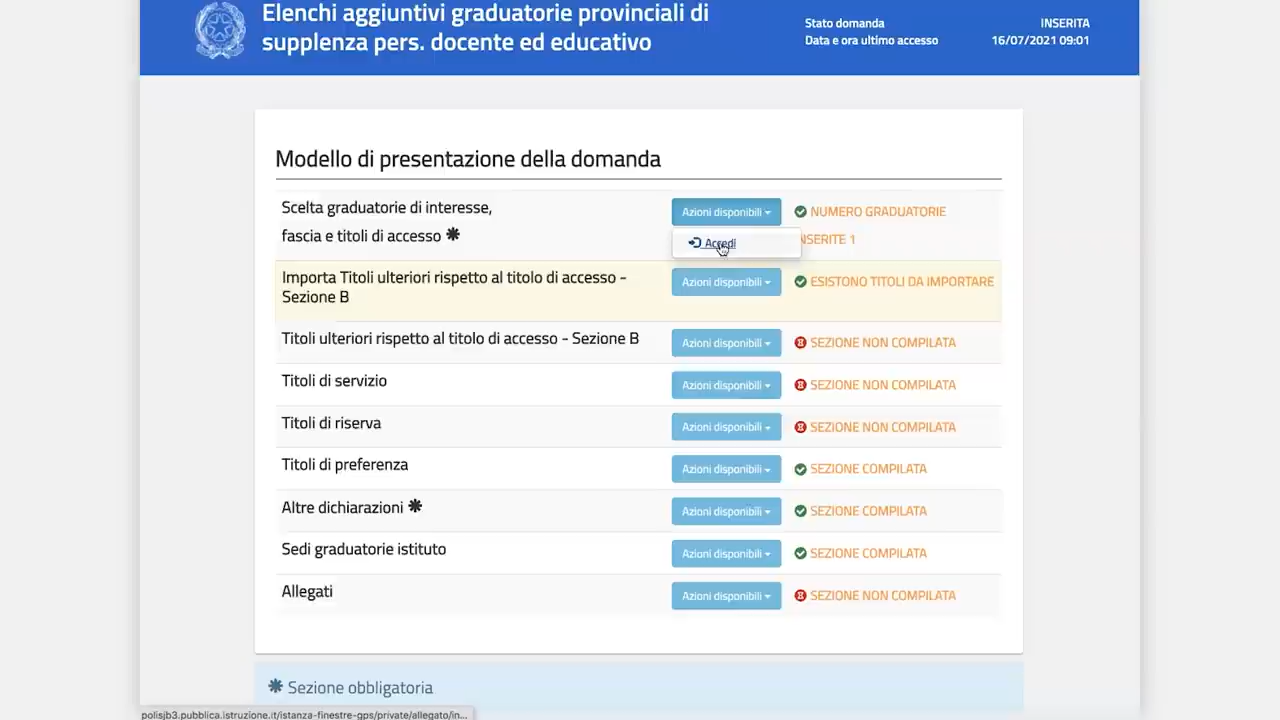 Elenchi aggiuntivi graduatorie provinciali di
supplenza pers. docente ed educativo
Stato domanda INSERITA
Data e ora ultimo accesso 16/07/2021 09:01
Modello di presentazione della domanda
Scelta graduatorie di interesse,
fascia e titoli di accesso ✱
Azioni disponibili
NUMERO GRADUATORIE
NSERITE 1
Accedi
Importa Titoli ulteriori rispetto al titolo di accesso -
Sezione B
Azioni disponibili
ESISTONO TITOLI DA IMPORTARE
Titoli ulteriori rispetto al titolo di accesso - Sezione B
Azioni disponibili
SEZIONE NON COMPILATA
Titoli di servizio
Azioni disponibili
SEZIONE NON COMPILATA
Titoli di riserva
Azioni disponibili
SEZIONE NON COMPILATA
Titoli di preferenza
Azioni disponibili
SEZIONE COMPILATA
Altre dichiarazioni ✱
Azioni disponibili
SEZIONE COMPILATA
Sedi graduatorie istituto
Azioni disponibili
SEZIONE COMPILATA
Allegati
Azioni disponibili
SEZIONE NON COMPILATA
✱ Sezione obbligatoria
polisjb3.pubblica.istruzione.it/istanza-finestre-gps/private/allegato/in...